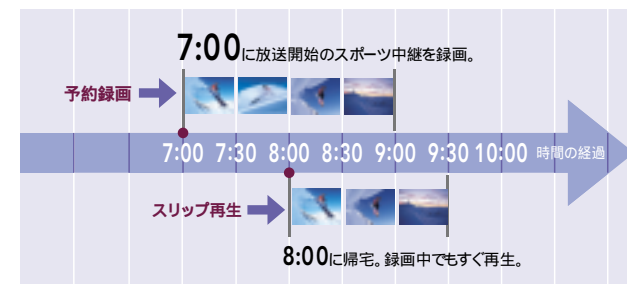 7:00に放送開始のスポーツ中継を録画。
予約録画
7:00 7:30 8:00 8:30 9:00 9:30 10:00 時間の経過
スリップ再生
8:00に帰宅。録画中でもすぐ再生。